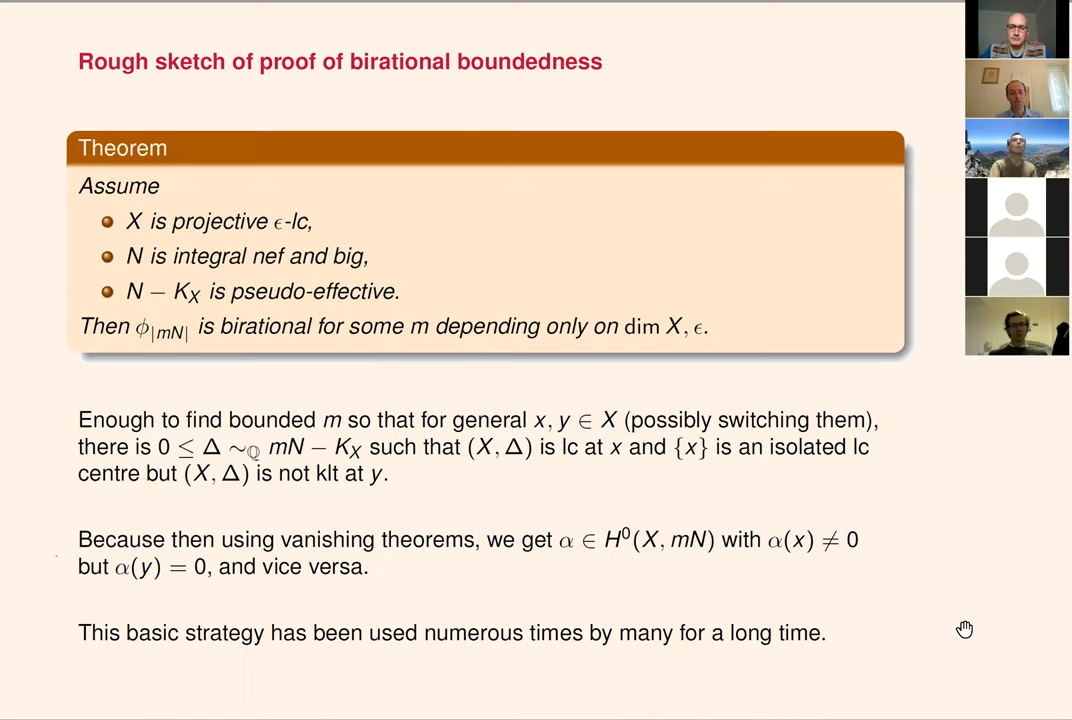 Rough sketch of proof of birational boundedness
Theorem
Assume
X is projective ϵ-lc,
N is integral nef and big,
N − K_X is pseudo-effective.
Then ϕ_{|mN|} is birational for some m depending only on dim X, ϵ.
Enough to find bounded m so that for general x, y ∈ X (possibly switching them),
there is 0 ≤ Δ ∼_ℚ mN − K_X such that (X, Δ) is lc at x and {x} is an isolated lc
centre but (X, Δ) is not klt at y.
Because then using vanishing theorems, we get α ∈ H⁰(X, mN) with α(x) ≠ 0
but α(y) = 0, and vice versa.
This basic strategy has been used numerous times by many for a long time.